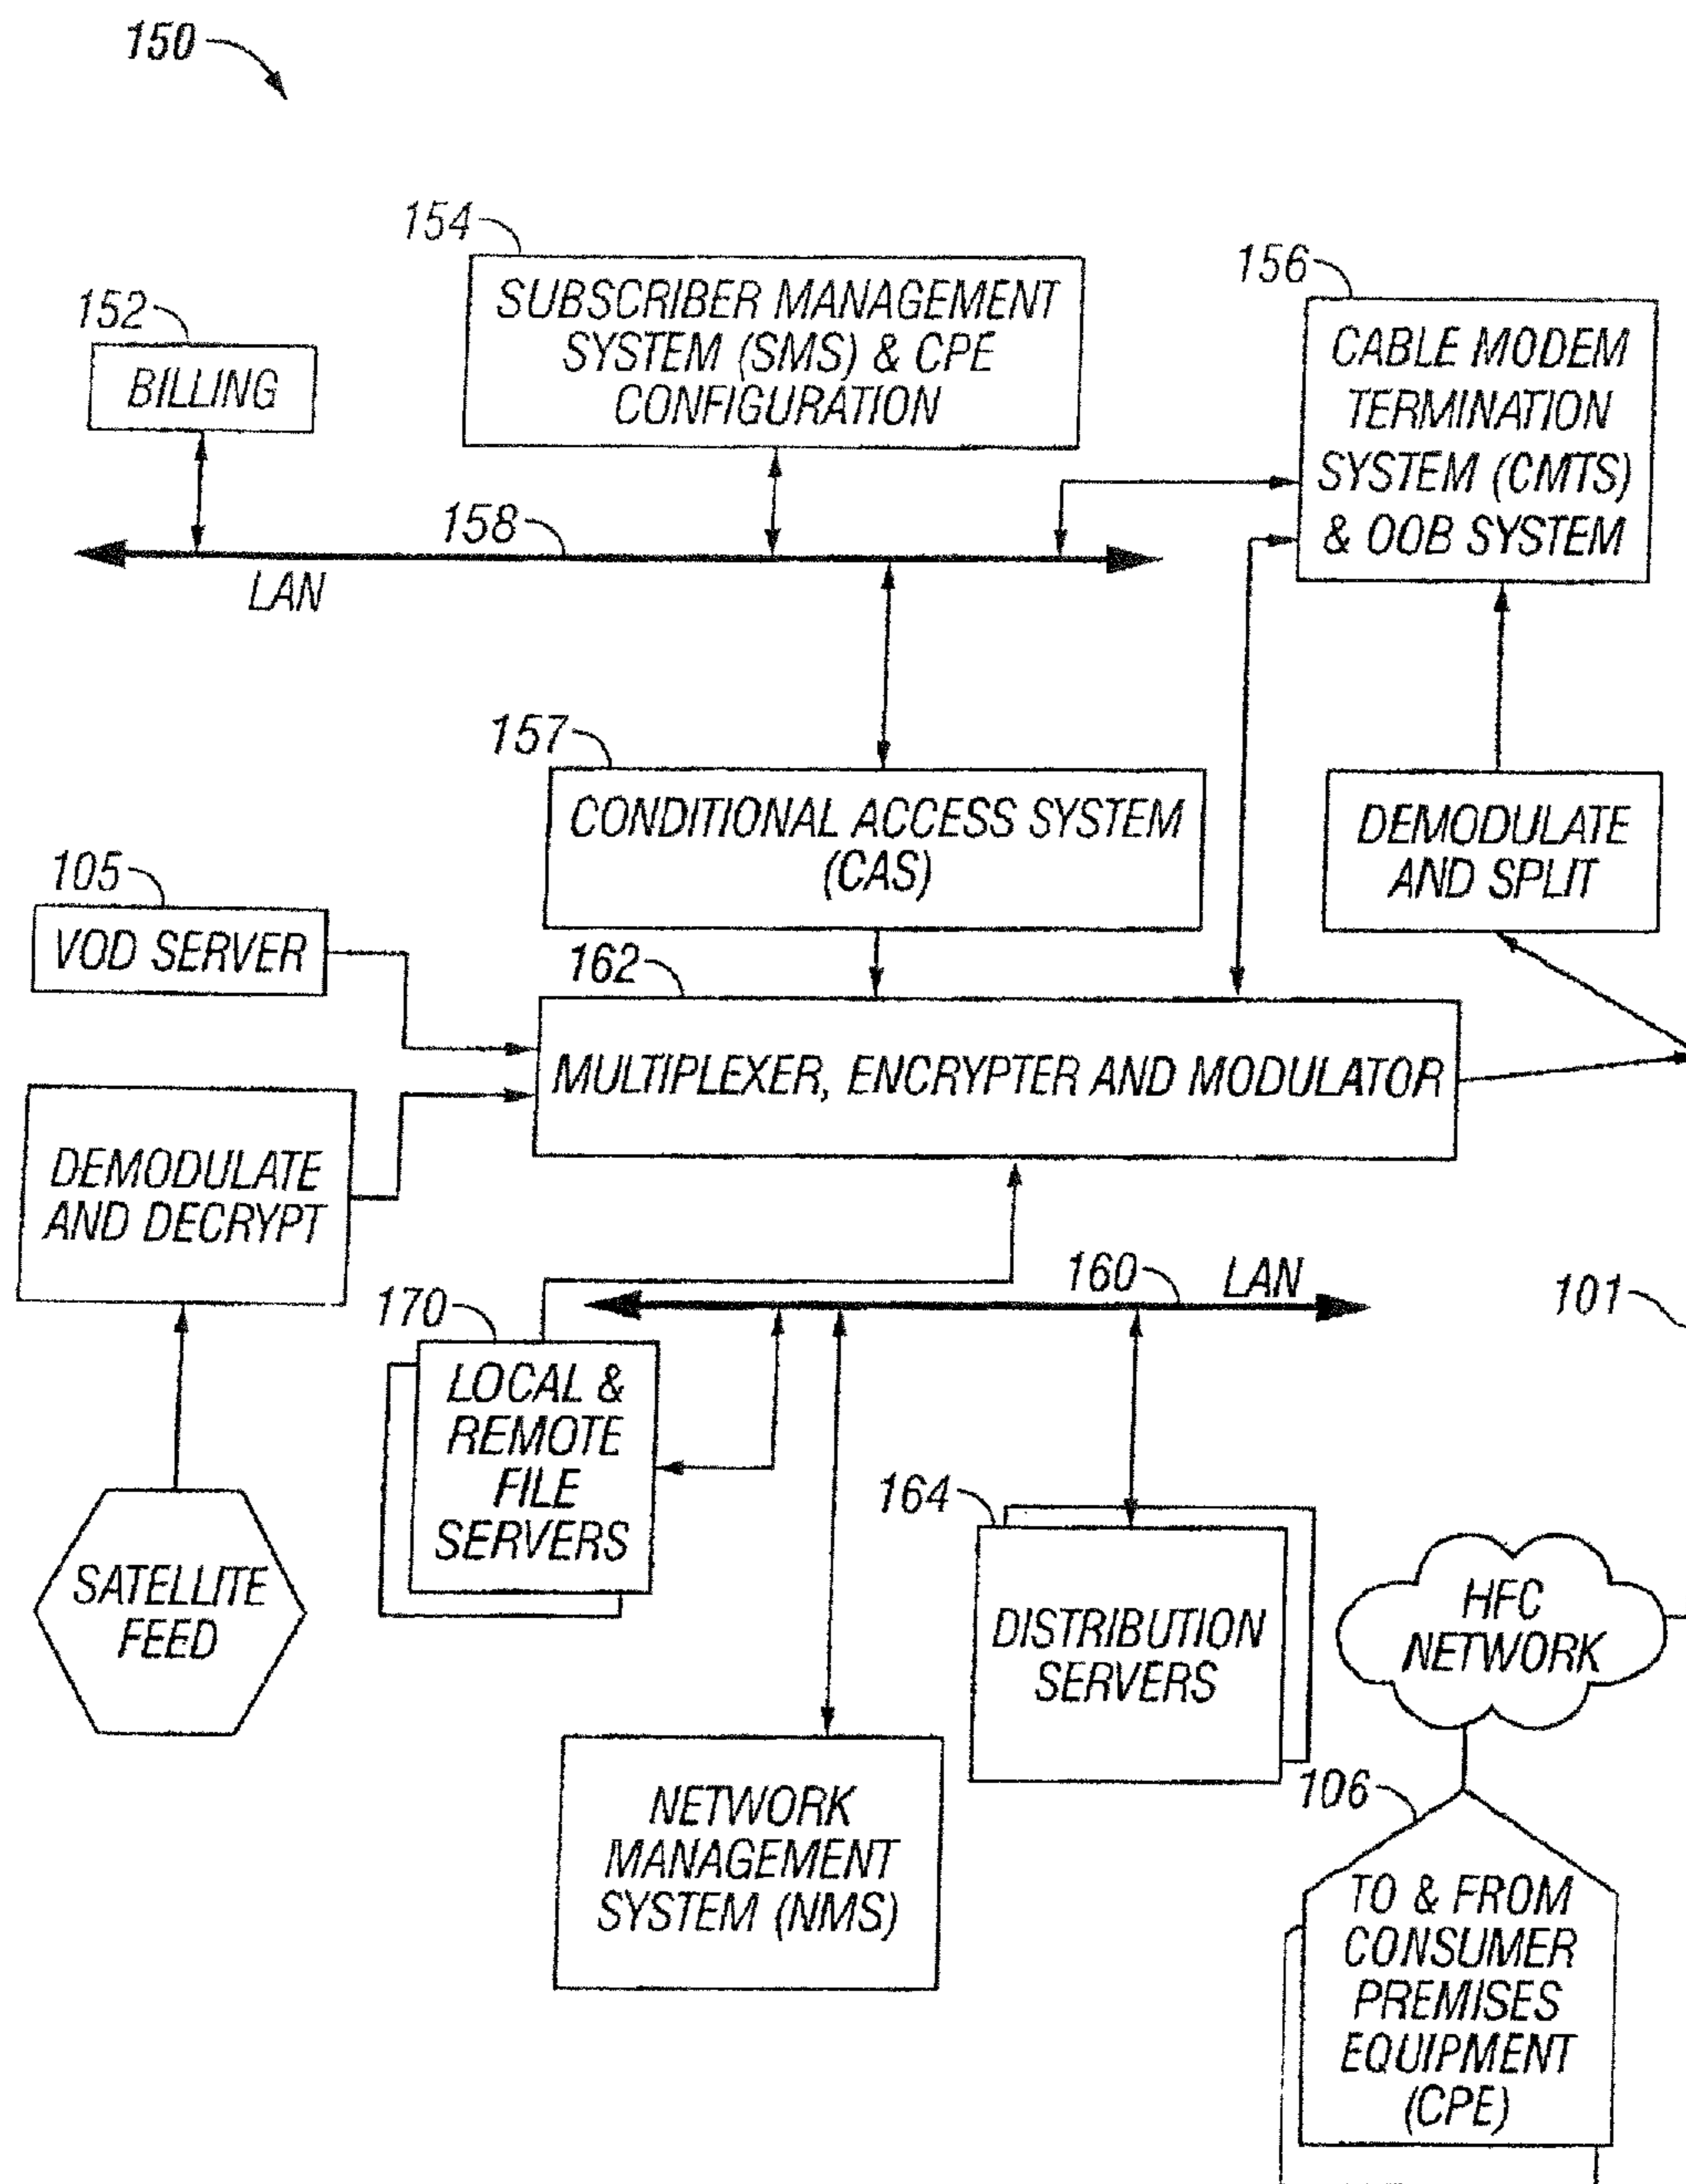 150
154
SUBSCRIBER MANAGEMENT
SYSTEM (SMS) & CPE
CONFIGURATION
156
CABLE MODEM
TERMINATION
SYSTEM (CMTS)
& OOB SYSTEM
152
BILLING
158
LAN
157
CONDITIONAL ACCESS SYSTEM
(CAS)
DEMODULATE
AND SPLIT
105
VOD SERVER
162
MULTIPLEXER, ENCRYPTER AND MODULATOR
DEMODULATE
AND DECRYPT
160
LAN
101
170
LOCAL &
REMOTE
FILE
SERVERS
164
DISTRIBUTION
SERVERS
SATELLITE
FEED
HFC
NETWORK
NETWORK
MANAGEMENT
SYSTEM (NMS)
106
TO & FROM
CONSUMER
PREMISES
EQUIPMENT
(CPE)